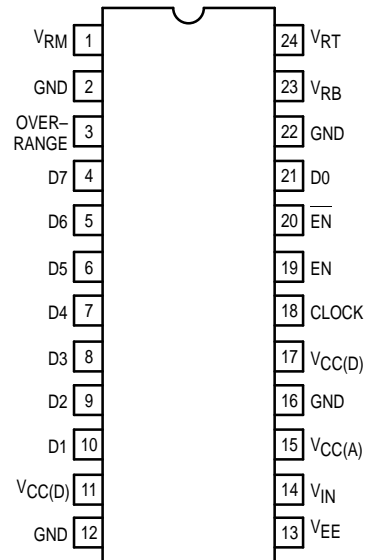 VRM 1 24 VRT
GND 2 23 VRB
OVER–
RANGE 3 22 GND
D7 4 21 D0
D6 5 20 EN
D5 6 19 EN
D4 7 18 CLOCK
D3 8 17 VCC(D)
D2 9 16 GND
D1 10 15 VCC(A)
VCC(D) 11 14 VIN
GND 12 13 VEE